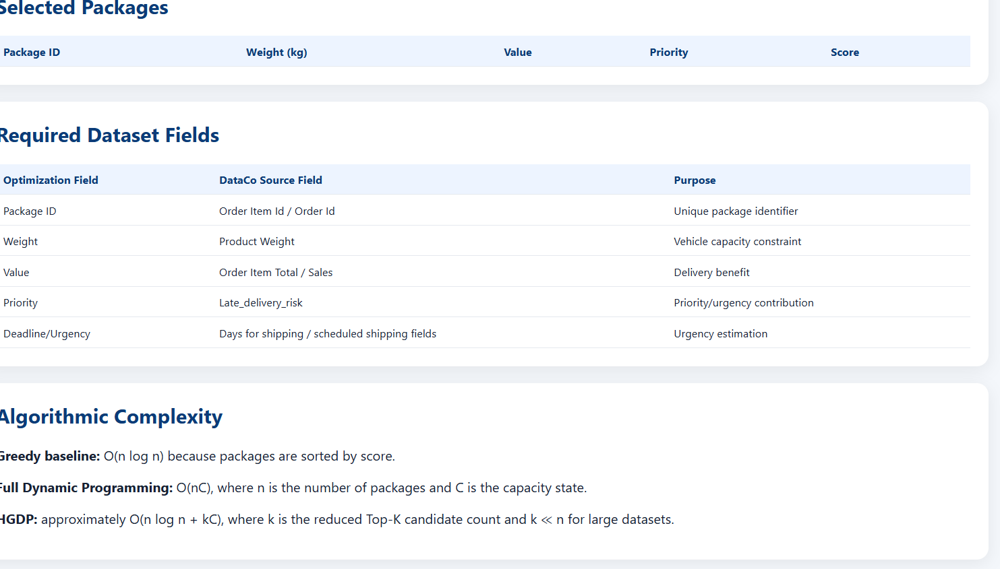 Selected Packages
Package ID Weight (kg) Value Priority Score
Required Dataset Fields
Optimization Field DataCo Source Field Purpose
Package ID Order Item Id / Order Id Unique package identifier
Weight Product Weight Vehicle capacity constraint
Value Order Item Total / Sales Delivery benefit
Priority Late_delivery_risk Priority/urgency contribution
Deadline/Urgency Days for shipping / scheduled shipping fields Urgency estimation
Algorithmic Complexity
Greedy baseline: O(n log n) because packages are sorted by score.
Full Dynamic Programming: O(nC), where n is the number of packages and C is the capacity state.
HGDP: approximately O(n log n + kC), where k is the reduced Top-K candidate count and k ≪ n for large datasets.